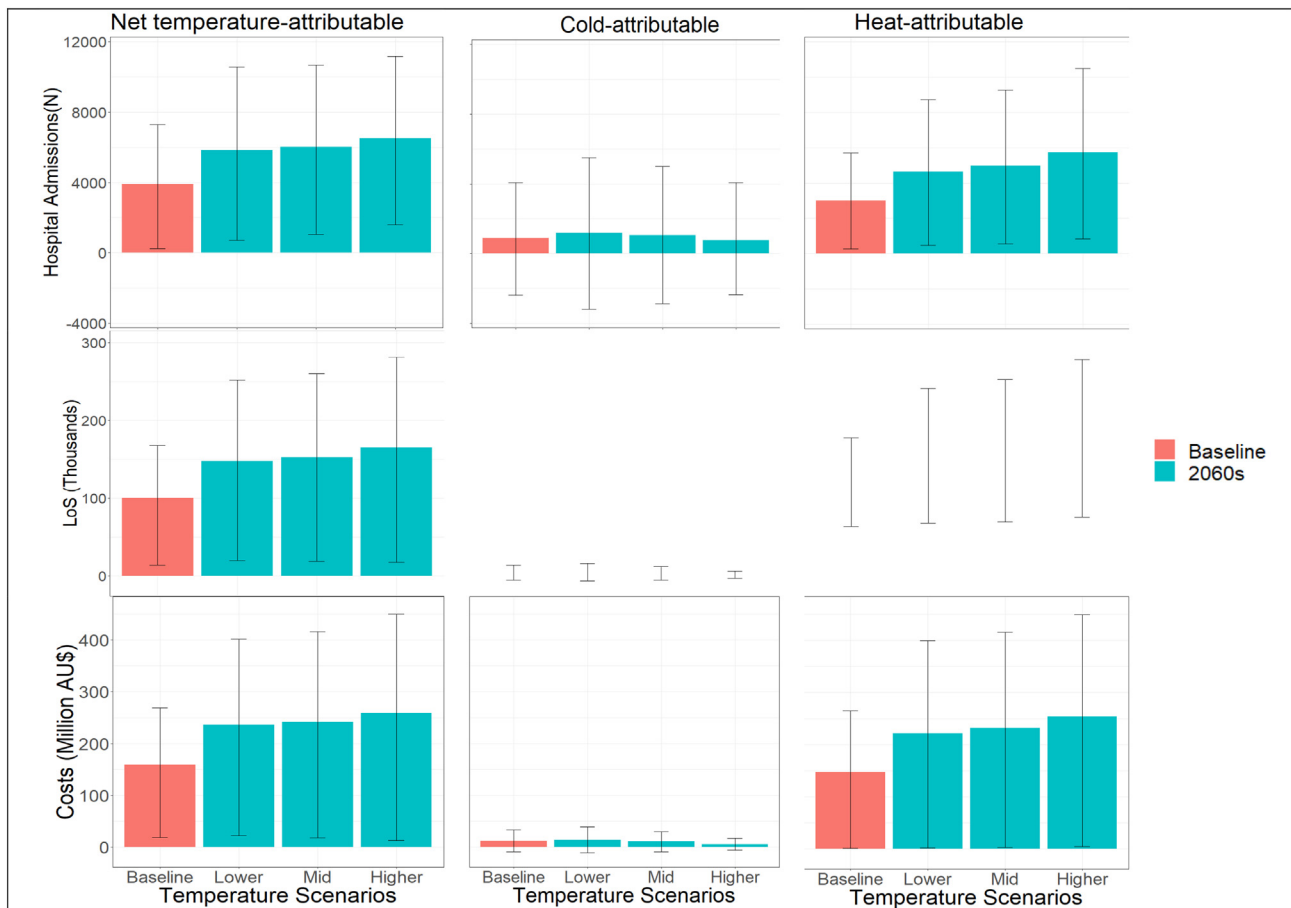 Net temperature-attributable
Cold-attributable
Heat-attributable
Hospital Admissions(N)
12000
8000
4000
0
-4000
LoS (Thousands)
300
200
100
0
Baseline
2060s
Costs (Million AU$)
400
300
200
100
0
Baseline Lower Mid Higher
Baseline Lower Mid Higher
Baseline Lower Mid Higher
Temperature Scenarios
Temperature Scenarios
Temperature Scenarios